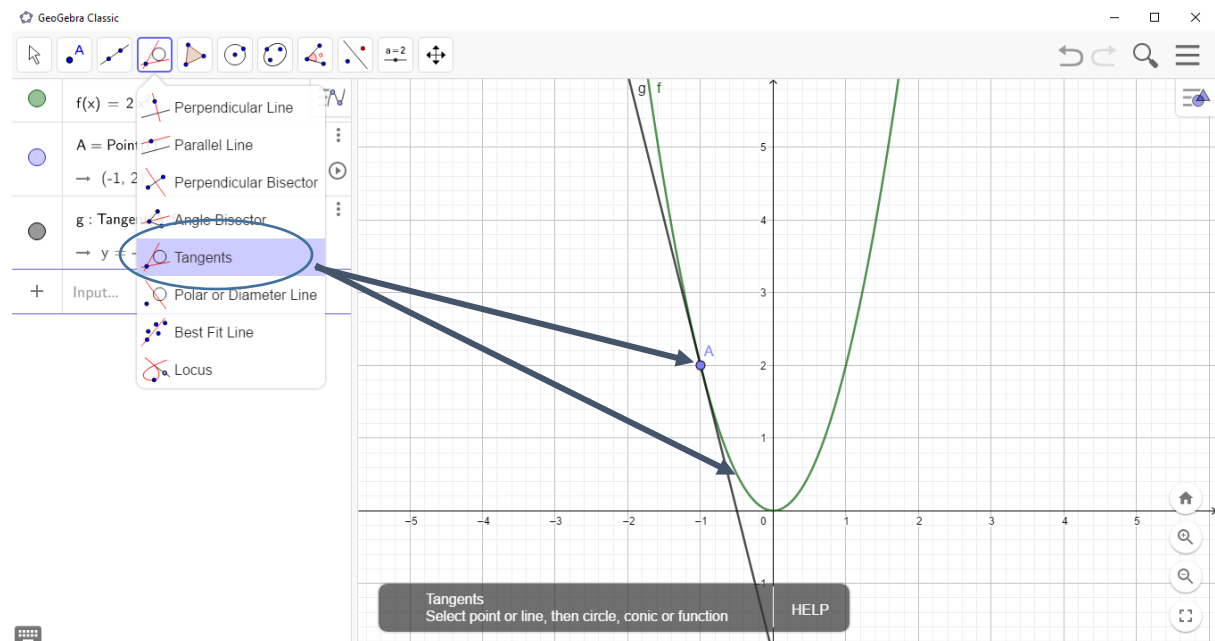 GeoGebra Classic
A
a=2
f(x) = 2
A = Point
→ (-1, 2
g : Tange
→ y = -
+ Input...
Perpendicular Line
Parallel Line
Perpendicular Bisector
Angle Bisector
Tangents
Polar or Diameter Line
Best Fit Line
Locus
g f
5
4
3
A
2
1
-5 -4 -3 -2 -1 0 1 2 3 4 5
-1
Tangents
Select point or line, then circle, conic or function
HELP